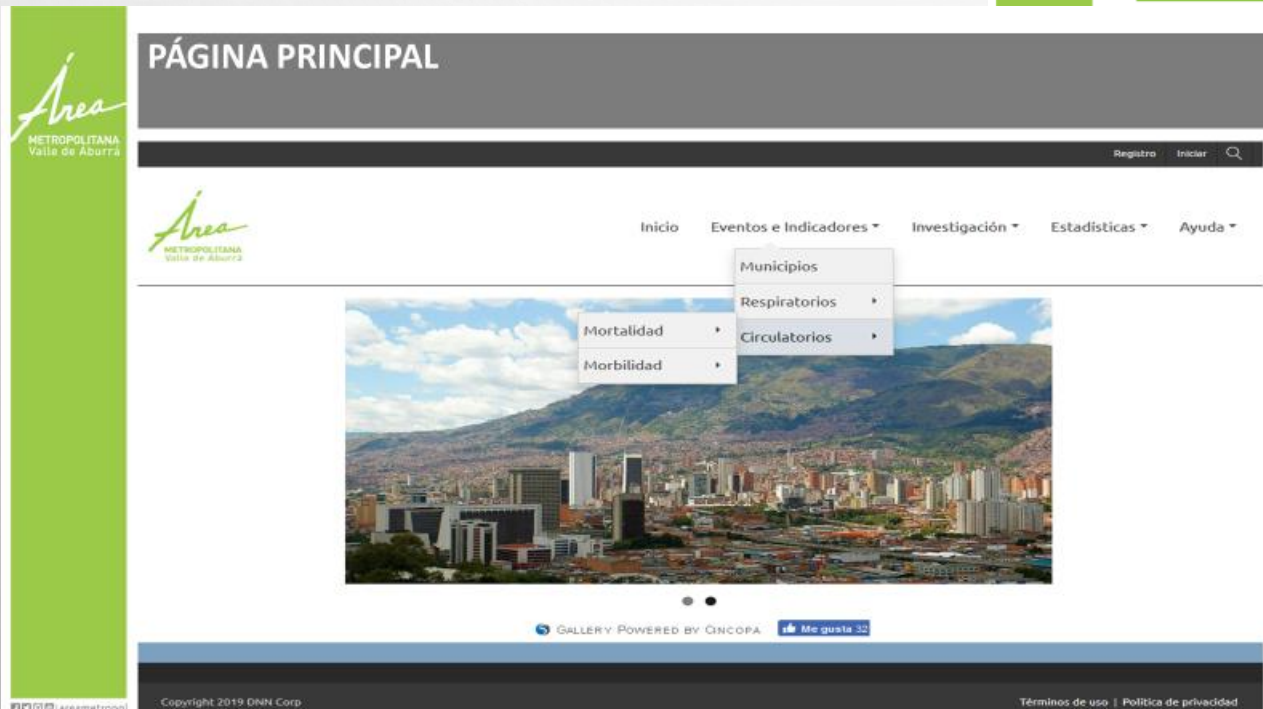 PÁGINA PRINCIPAL
Área
METROPOLITANA
Valle de Aburrá
Registro Iniciar
Área
METROPOLITANA
Valle de Aburrá
Inicio Eventos e Indicadores Investigación Estadísticas Ayuda
Municipios
Respiratorios
Circulatorios
Mortalidad
Morbilidad
GALLERY POWERED BY CINCOPA Me gusta 32
Copyright 2019 DNN Corp
Términos de uso | Política de privacidad